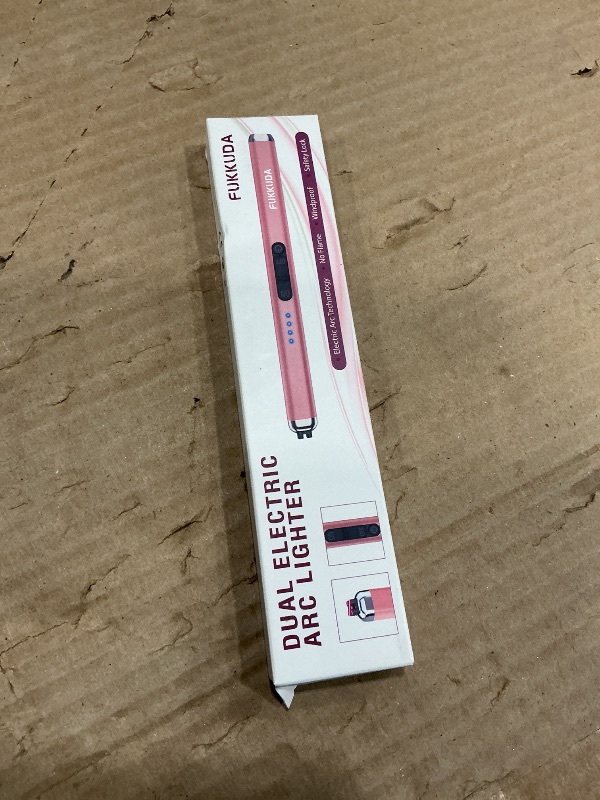 FUKKUDA
FUKKUDA
• Electric Arc Technology • No Flame • Windproof • Safety Lock
DUAL ELECTRIC
ARC LIGHTER